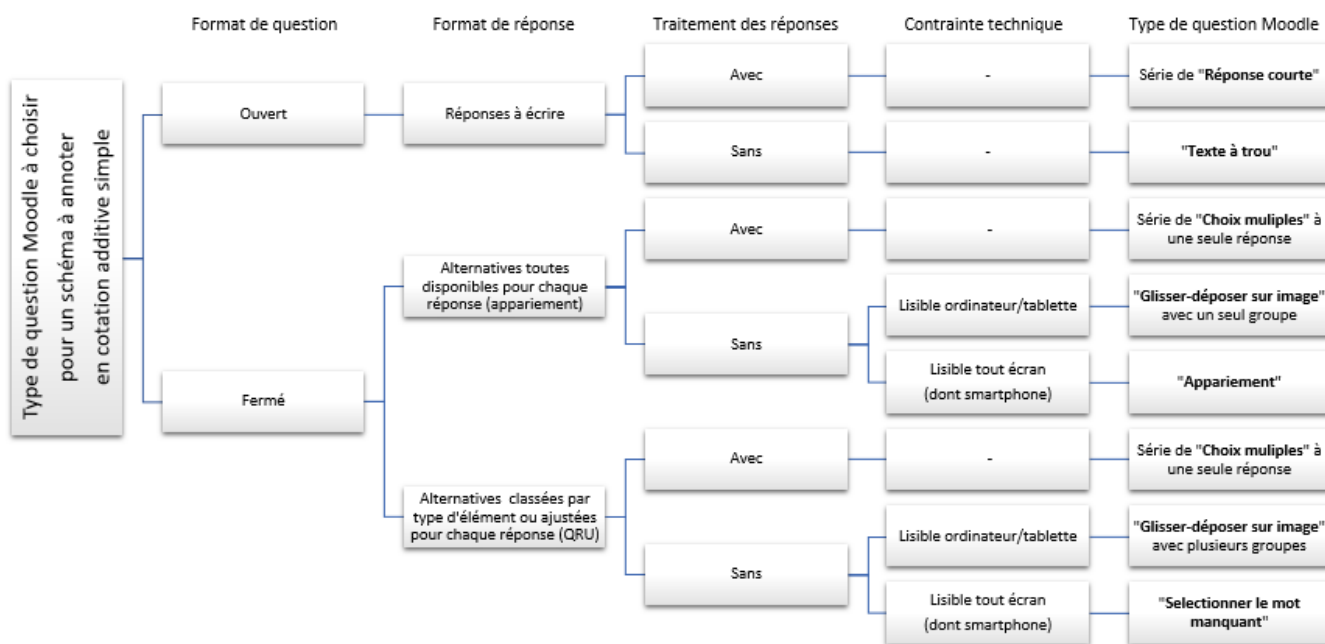 Format de question
Format de réponse
Traitement des réponses
Contrainte technique
Type de question Moodle
Type de question Moodle à choisir
pour un schéma à annoter
en cotation additive simple
Ouvert
Réponses à écrire
Avec
-
Série de "Réponse courte"
Sans
-
"Texte à trou"
Fermé
Alternatives toutes
disponibles pour chaque
réponse (appariement)
Avec
-
Série de "Choix muliples" à
une seule réponse
Sans
Lisible ordinateur/tablette
"Glisser-déposer sur image"
avec un seul groupe
Lisible tout écran
(dont smartphone)
"Appariement"
Alternatives classées par
type d'élément ou ajustées
pour chaque réponse (QRU)
Avec
-
Série de "Choix muliples" à
une seule réponse
Sans
Lisible ordinateur/tablette
"Glisser-déposer sur image"
avec plusieurs groupes
Lisible tout écran
(dont smartphone)
"Selectionner le mot
manquant"